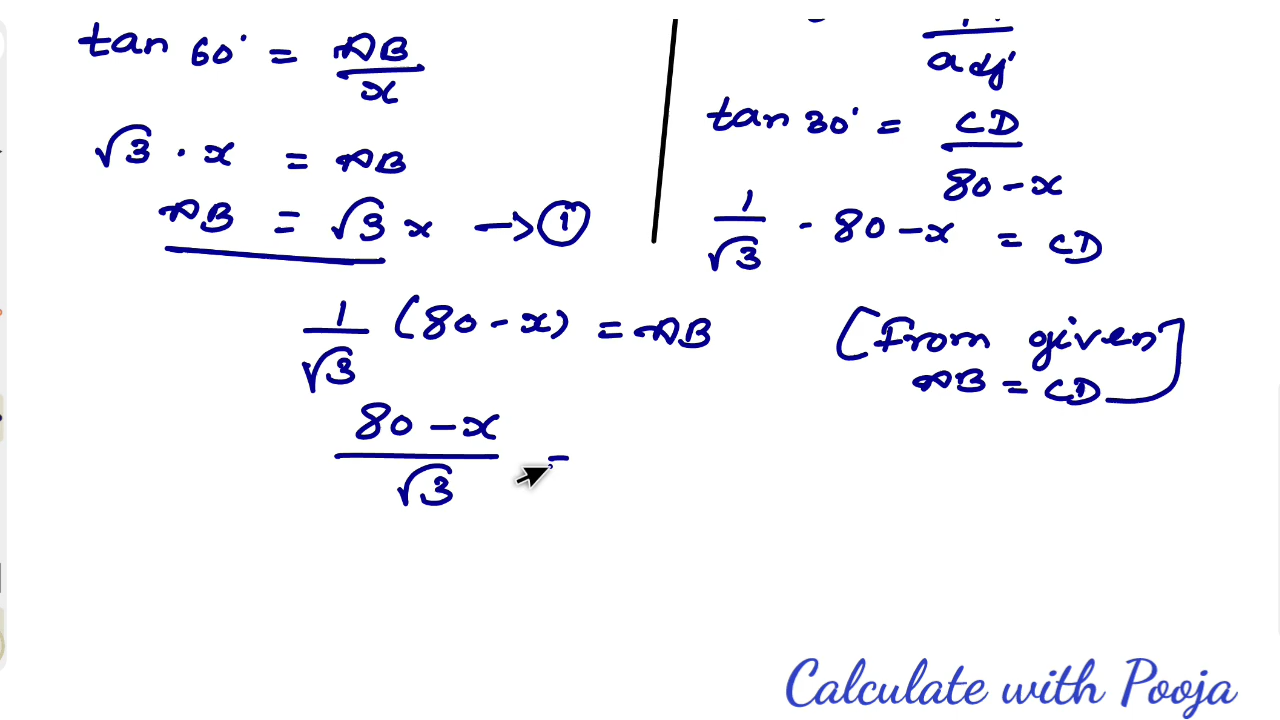 tan 60° = AB/x
√3 · x = AB
AB = √3 x → ①
adj
tan 30° = CD/80-x
1/√3 · 80-x = CD
1/√3 (80-x) = AB [From given AB = CD]
80-x/√3 =
Calculate with Pooja